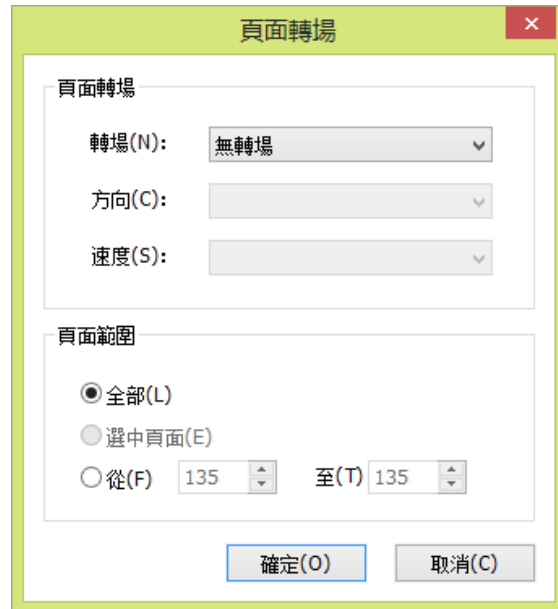 頁面轉場
頁面轉場
轉場(N): 無轉場
方向(C):
速度(S):
頁面範圍
全部(L)
選中頁面(E)
從(F) 135 至(T) 135
確定(O) 取消(C)